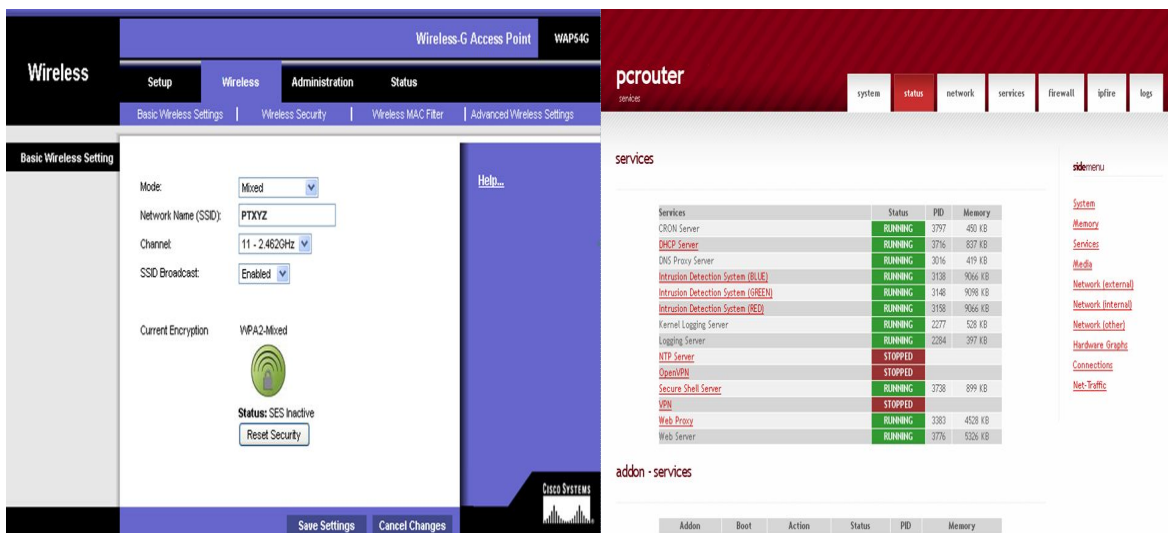 Wireless-G Access Point WAP54G
Wireless
Setup Wireless Administration Status
Basic Wireless Settings | Wireless Security | Wireless MAC Filter | Advanced Wireless Settings
Basic Wireless Setting
Help...
Mode: Mixed
Network Name (SSID): PTXYZ
Channel: 11 - 2.462GHz
SSID Broadcast: Enabled
Current Encryption WPA2-Mixed
Status: SES Inactive
Reset Security
CISCO SYSTEMS
Save Settings Cancel Changes
pcrouter
services
system status network services firewall ipfire logs
services
Services Status PID Memory
CRON Server RUNNING 3797 450 KB
DHCP Server RUNNING 3716 837 KB
DNS Proxy Server RUNNING 3016 419 KB
Intrusion Detection System (BLUE) RUNNING 3138 9066 KB
Intrusion Detection System (GREEN) RUNNING 3148 9098 KB
Intrusion Detection System (RED) RUNNING 3158 9066 KB
Kernel Logging Server RUNNING 2277 528 KB
Logging Server RUNNING 2284 397 KB
NTP Server STOPPED
OpenVPN STOPPED
Secure Shell Server RUNNING 3738 899 KB
VPN STOPPED
Web Proxy RUNNING 3383 4528 KB
Web Server RUNNING 3776 5326 KB
addon - services
Addon Boot Action Status PID Memory
sidemenu
System
Memory
Services
Media
Network (external)
Network (internal)
Network (other)
Hardware Graphs
Connections
Net-Traffic